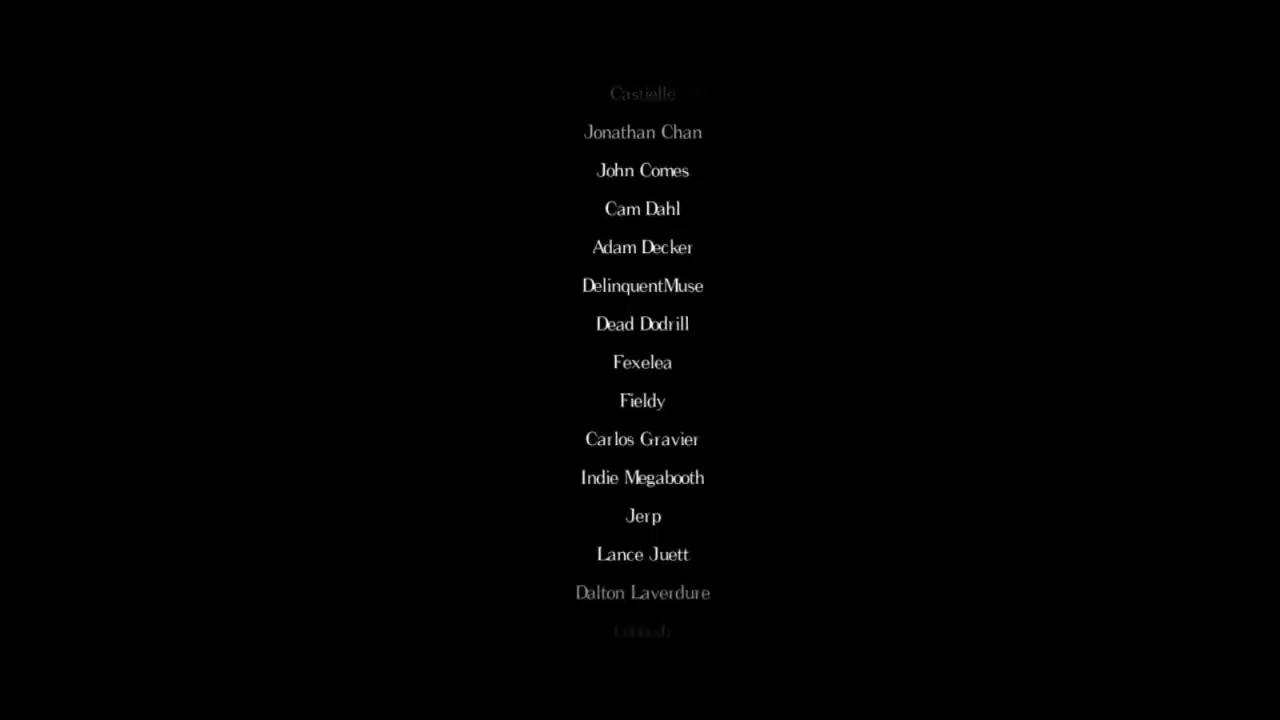 Castielle
Jonathan Chan
John Comes
Cam Dahl
Adam Decker
DelinquentMuse
Dead Dodrill
Fexelea
Fieldy
Carlos Gravier
Indie Megabooth
Jerp
Lance Juett
Dalton Laverdure